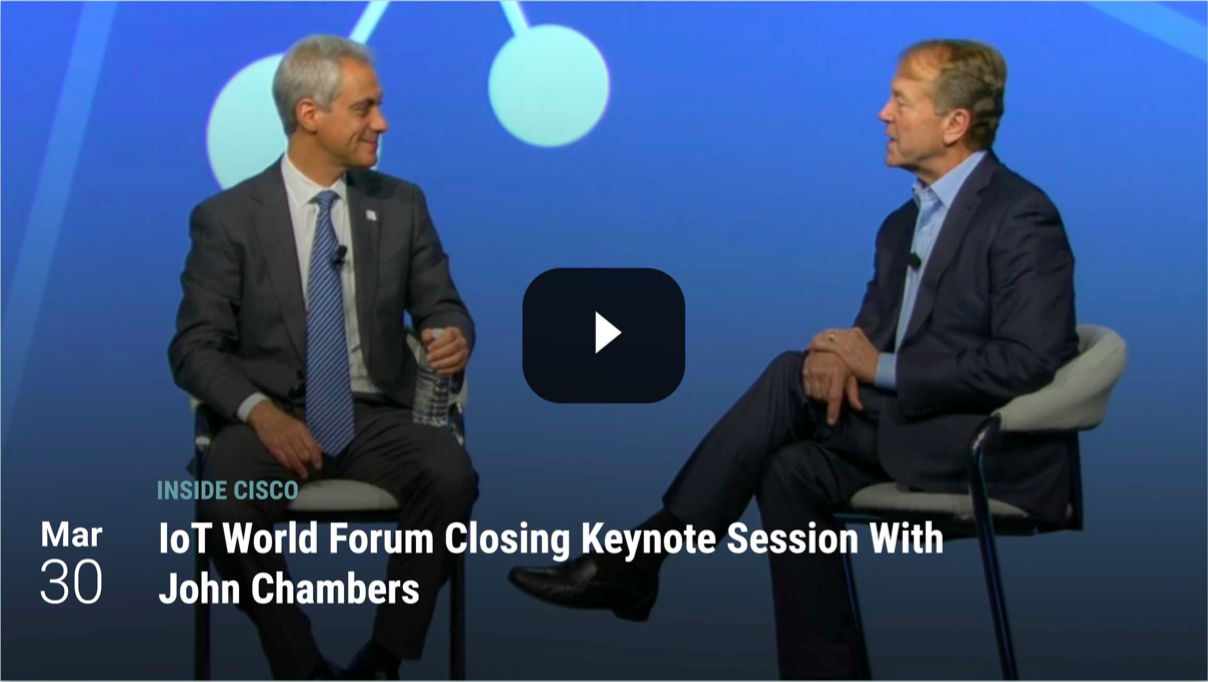 INSIDE CISCO
Mar
30
IoT World Forum Closing Keynote Session With
John Chambers